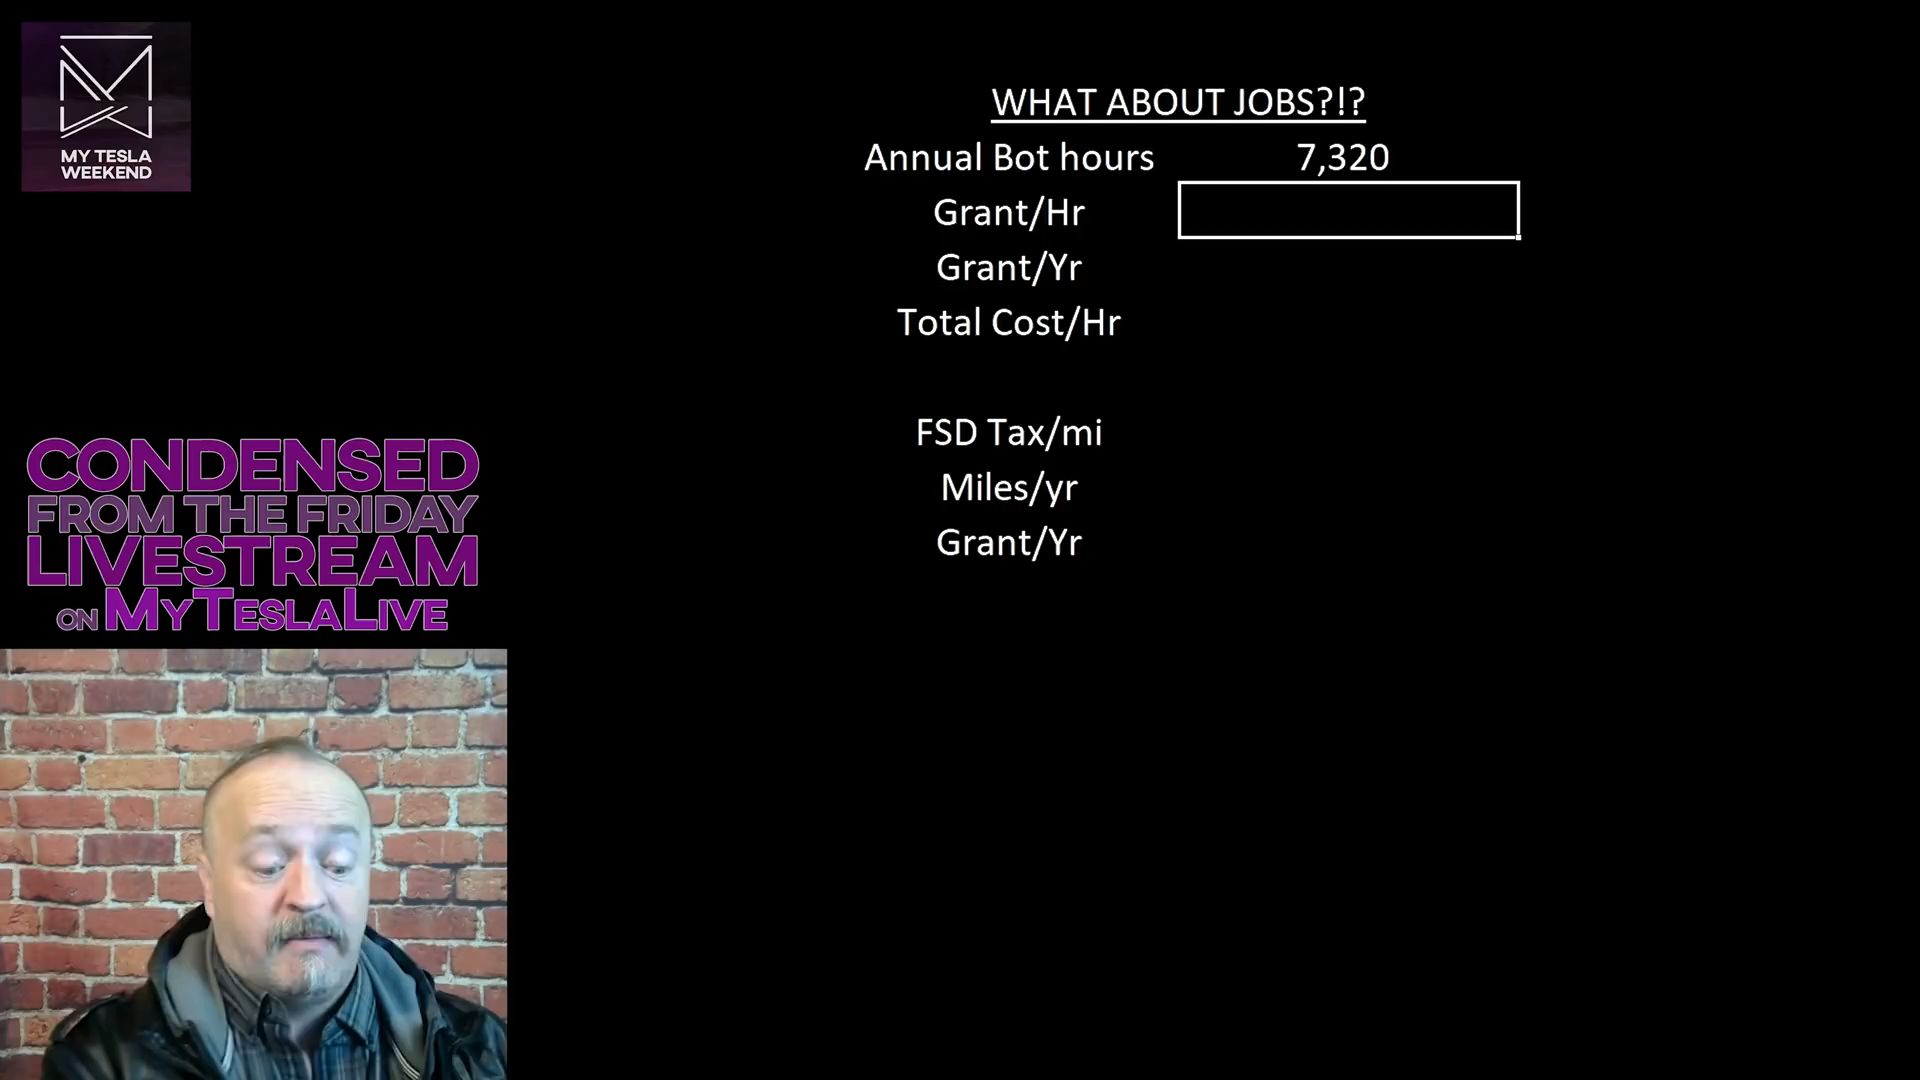 MY TESLA
WEEKEND
WHAT ABOUT JOBS?!?
Annual Bot hours 7,320
Grant/Hr
Grant/Yr
Total Cost/Hr
FSD Tax/mi
Miles/yr
Grant/Yr
CONDENSED
FROM THE FRIDAY
LIVESTREAM
ON MYTESLALIVE